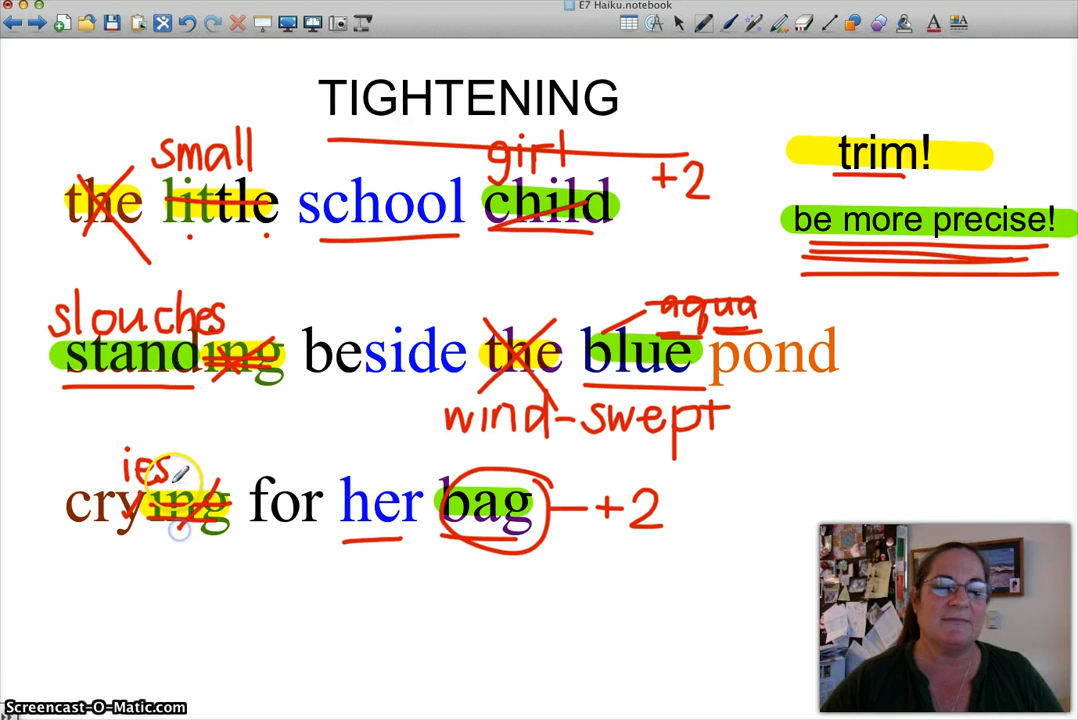 E7 Haiku.notebook
TIGHTENING
small girl
the little school child +2
trim!
be more precise!
slouches aqua
standing beside the blue pond
wind-swept
ies
crying for her bag - +2
Screencast-O-Matic.com